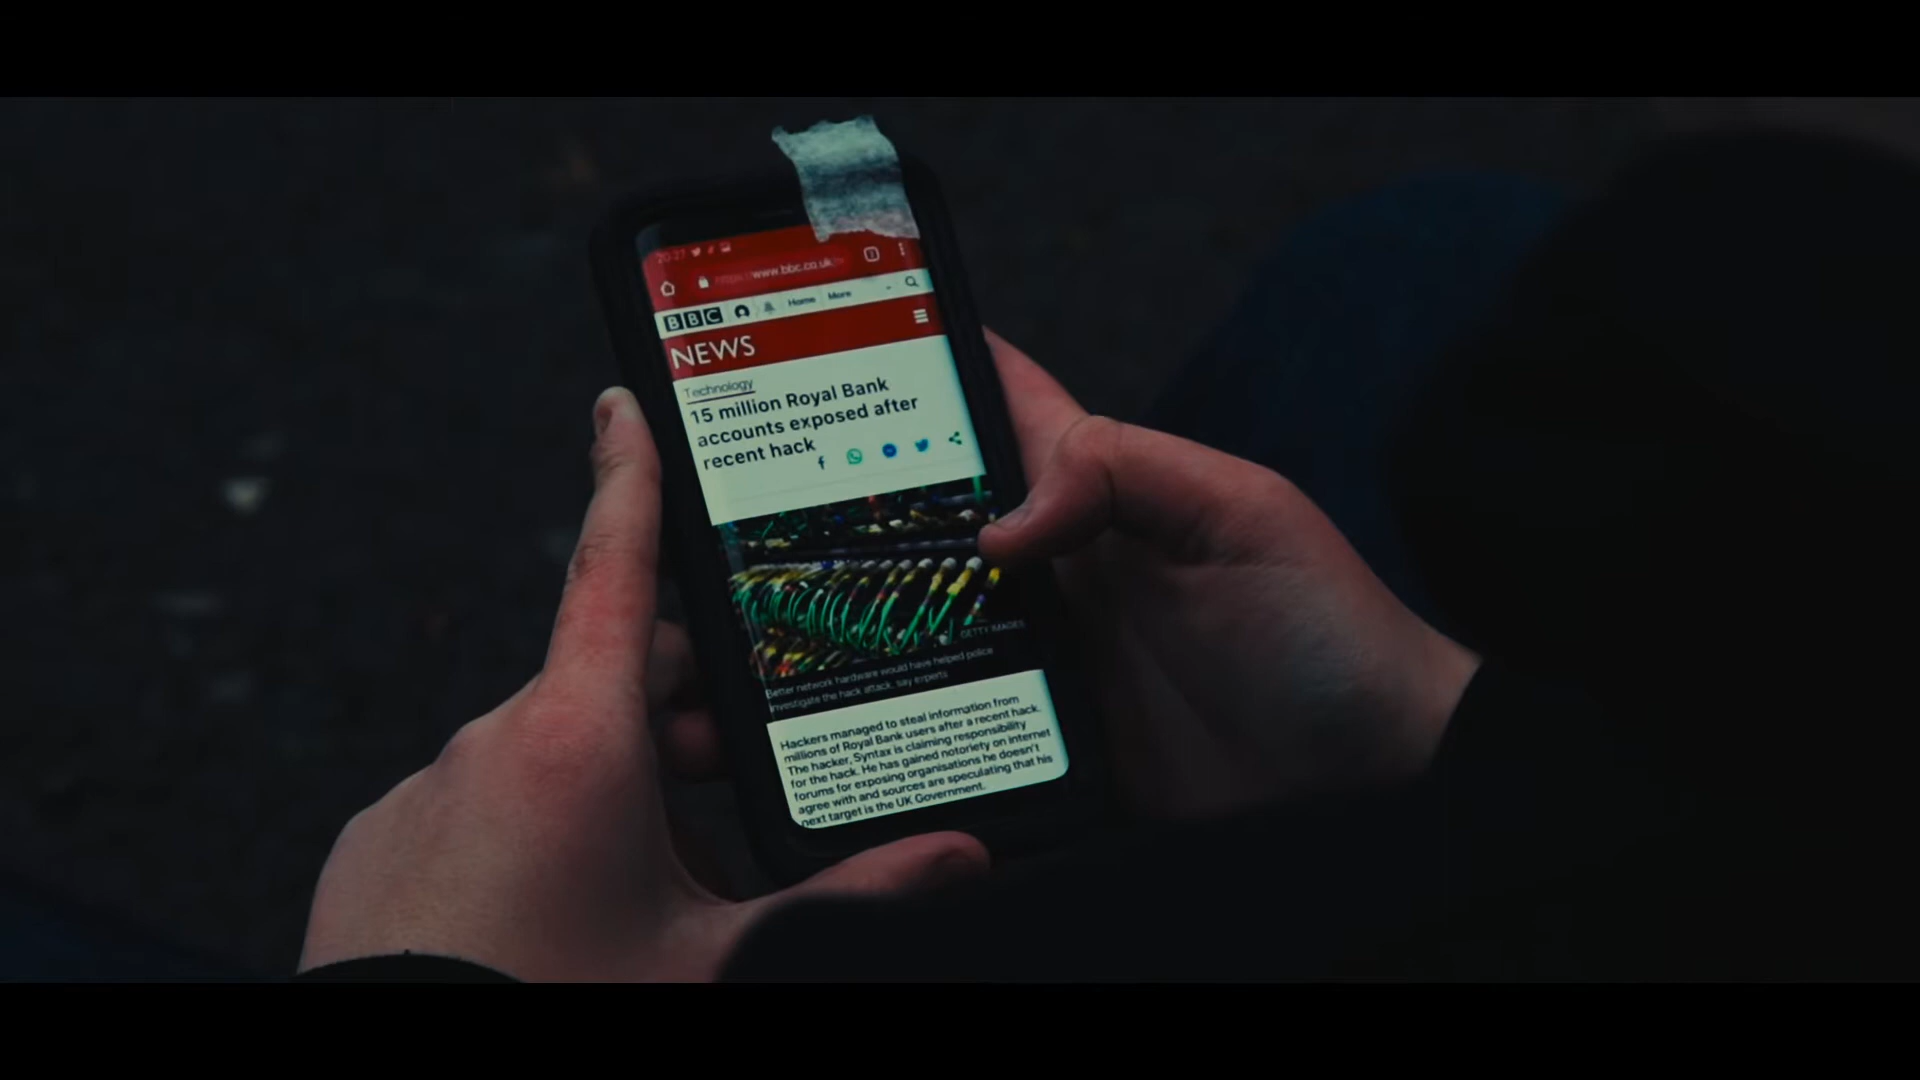 20:27
https://www.bbc.co.uk
BBC Home More
NEWS
Technology
15 million Royal Bank
accounts exposed after
recent hack
GETTY IMAGES
Better network hardware would have helped police
investigate the hack attack, say experts
Hackers managed to steal information from
millions of Royal Bank users after a recent hack.
The hacker, Syntax is claiming responsibility
for the hack. He has gained notoriety on internet
forums for exposing organisations he doesn't
agree with and sources are speculating that his
next target is the UK Government.